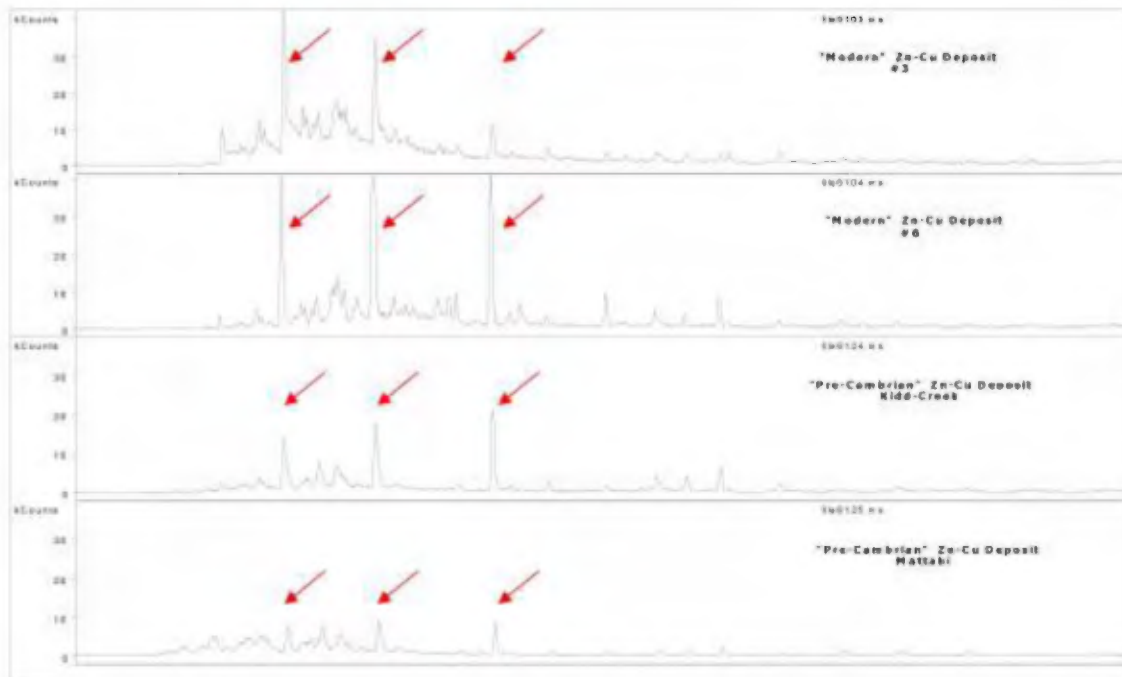 kCounts
"Modern" Zn-Cu Deposit
#3
30
20
10
0
kCounts
"Modern" Zn-Cu Deposit
#6
30
20
10
0
kCounts
"Pre-Cambrian" Zn-Cu Deposit
Kidd-Creek
30
20
10
0
kCounts
"Pre-Cambrian" Zn-Cu Deposit
Mattabi
30
20
10
0